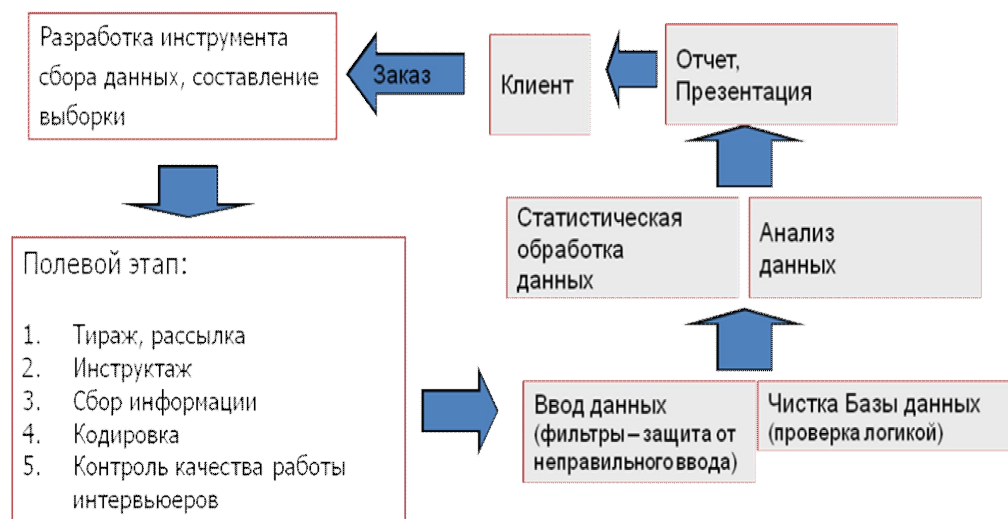 Разработка инструмента
сбора данных, составление
выборки
Заказ
Клиент
Отчет,
Презентация
Полевой этап:
1. Тираж, рассылка
2. Инструктаж
3. Сбор информации
4. Кодировка
5. Контроль качества работы
интервьюеров
Статистическая
обработка
данных
Анализ
данных
Ввод данных
(фильтры – защита от
неправильного ввода)
Чистка Базы данных
(проверка логикой)